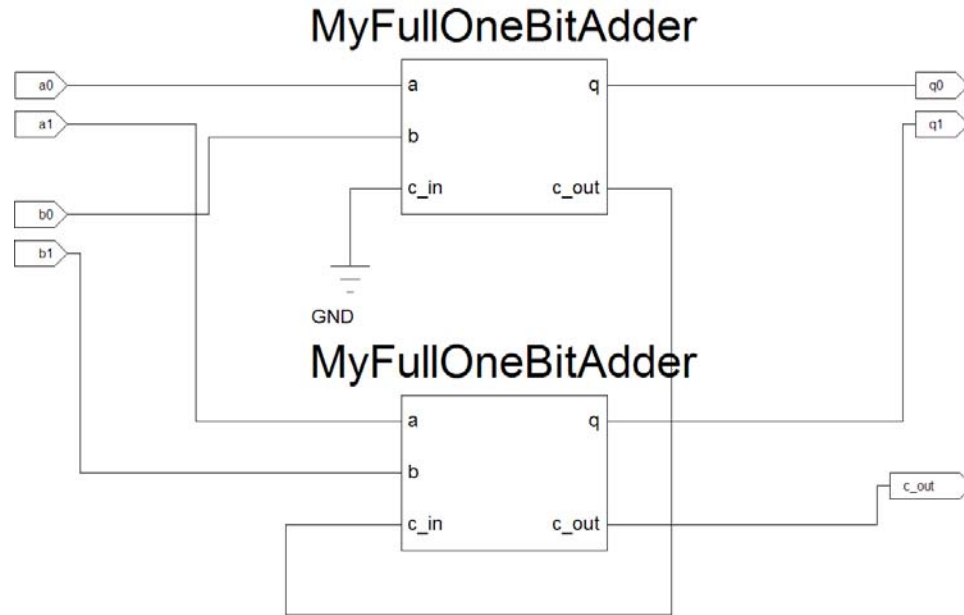 MyFullOneBitAdder
a0
a
q
q0
a1
q1
b
c_in
c_out
b0
b1
GND
MyFullOneBitAdder
a
q
b
c_out
c_in
c_out